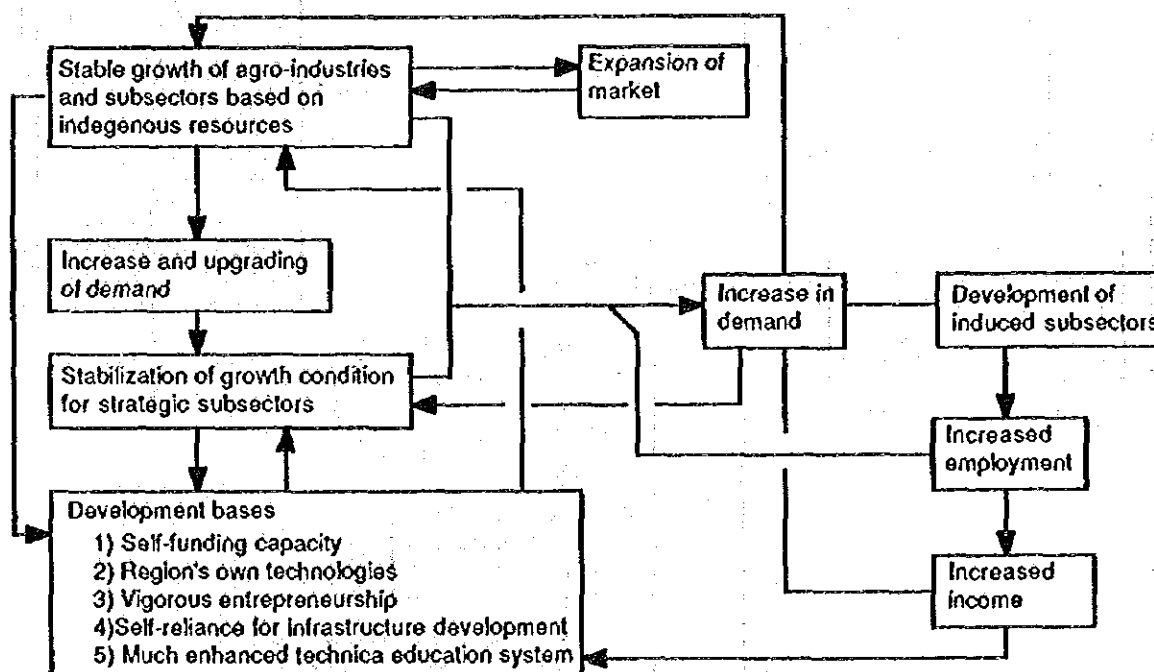 Stable growth of agro-industries
and subsectors based on
indegenous resources
Expansion of
market
Increase and upgrading
of demand
Increase in
demand
Development of
induced subsectors
Stabilization of growth condition
for strategic subsectors
Increased
employment
Development bases
1) Self-funding capacity
2) Region's own technologies
3) Vigorous entrepreneurship
4)Self-reliance for infrastructure development
5) Much enhanced technica education system
Increased
income